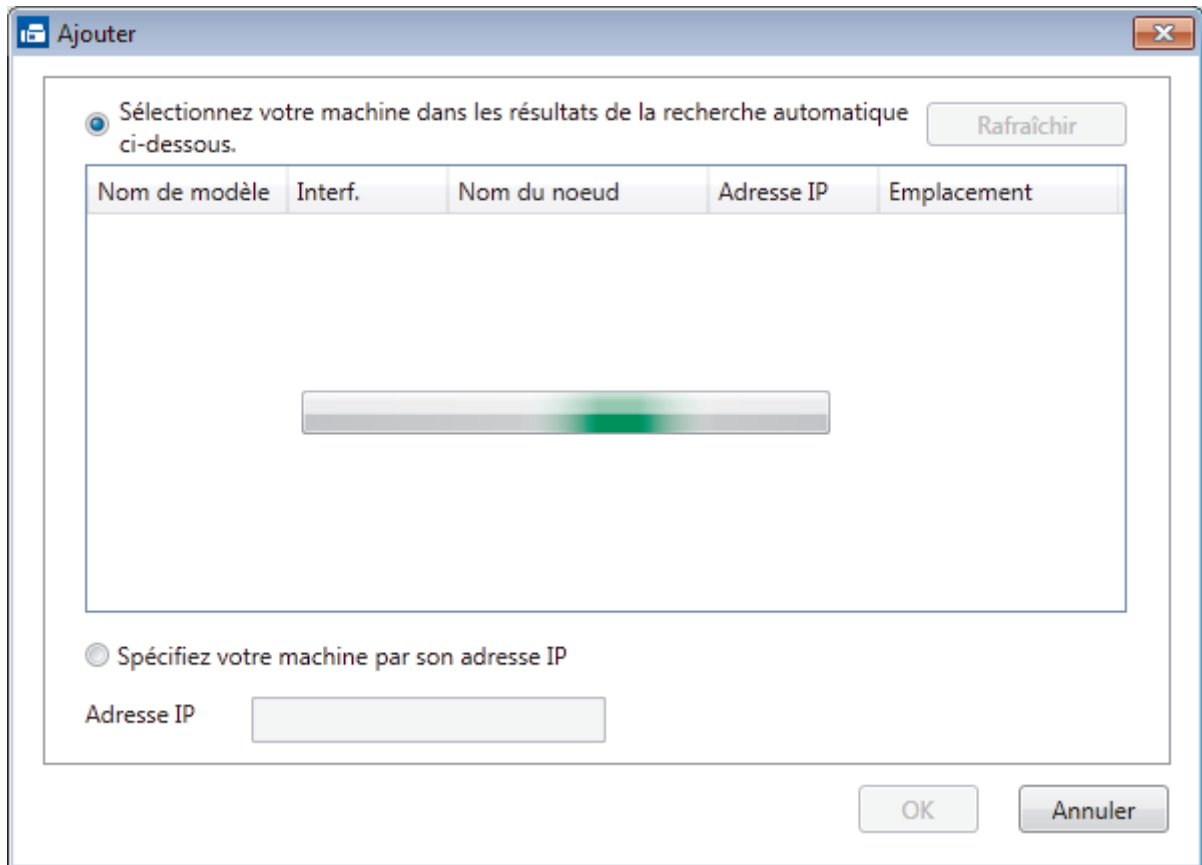 Ajouter
Sélectionnez votre machine dans les résultats de la recherche automatique
ci-dessous.
Rafraîchir
Nom de modèle Interf. Nom du noeud Adresse IP Emplacement
Spécifiez votre machine par son adresse IP
Adresse IP
OK Annuler